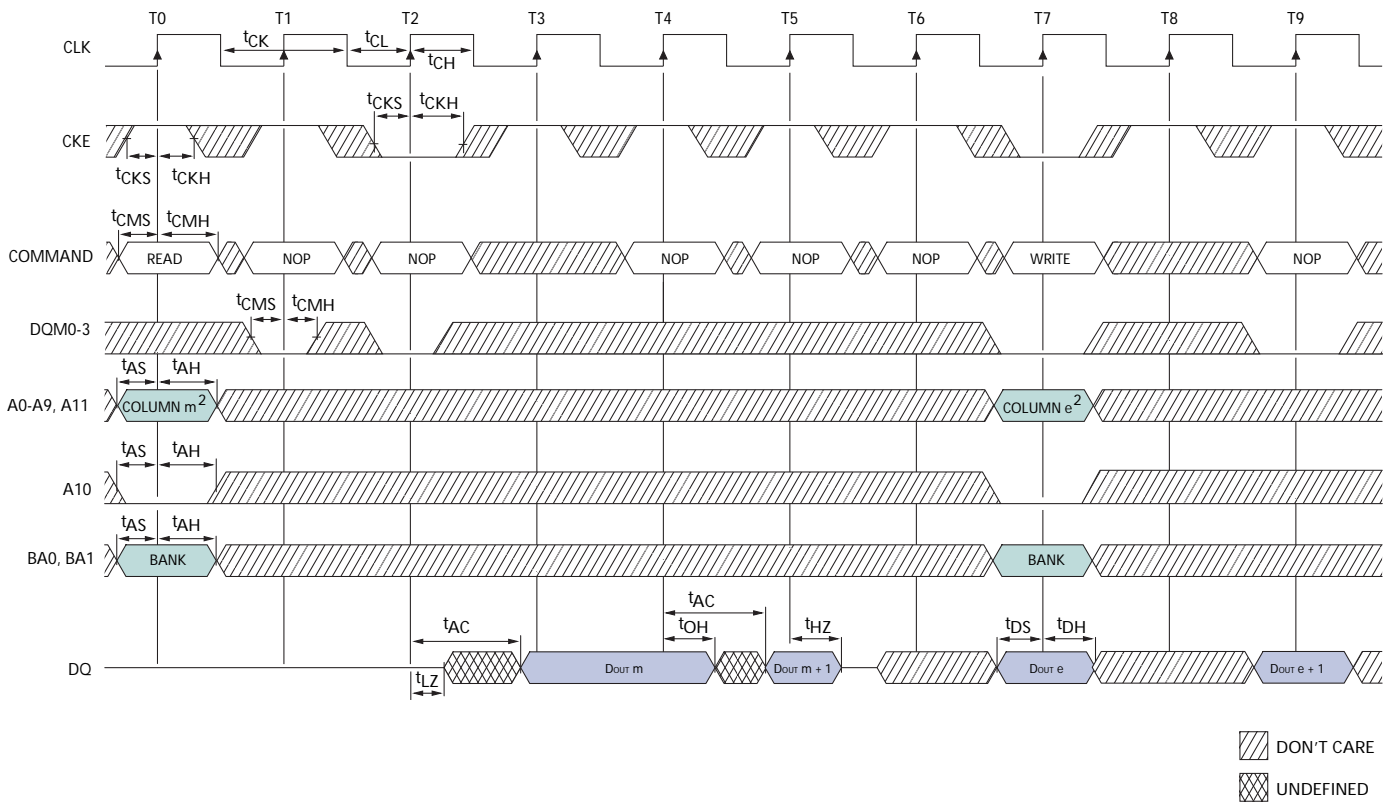 T0 T1 T2 T3 T4 T5 T6 T7 T8 T9
CLK
tCK tCL
tCH
tCKS tCKH
CKE
tCKS tCKH
tCMS tCMH
COMMAND READ NOP NOP NOP NOP NOP WRITE NOP
tCMS tCMH
DQM0-3
tAS tAH
A0-A9, A11 COLUMN m2 COLUMN e2
tAS tAH
A10
tAS tAH
BA0, BA1 BANK BANK
tAC
tAC tOH tHZ tDS tDH
DQ DOUT m DOUT m + 1 DOUT e DOUT e + 1
tLZ
DON'T CARE
UNDEFINED